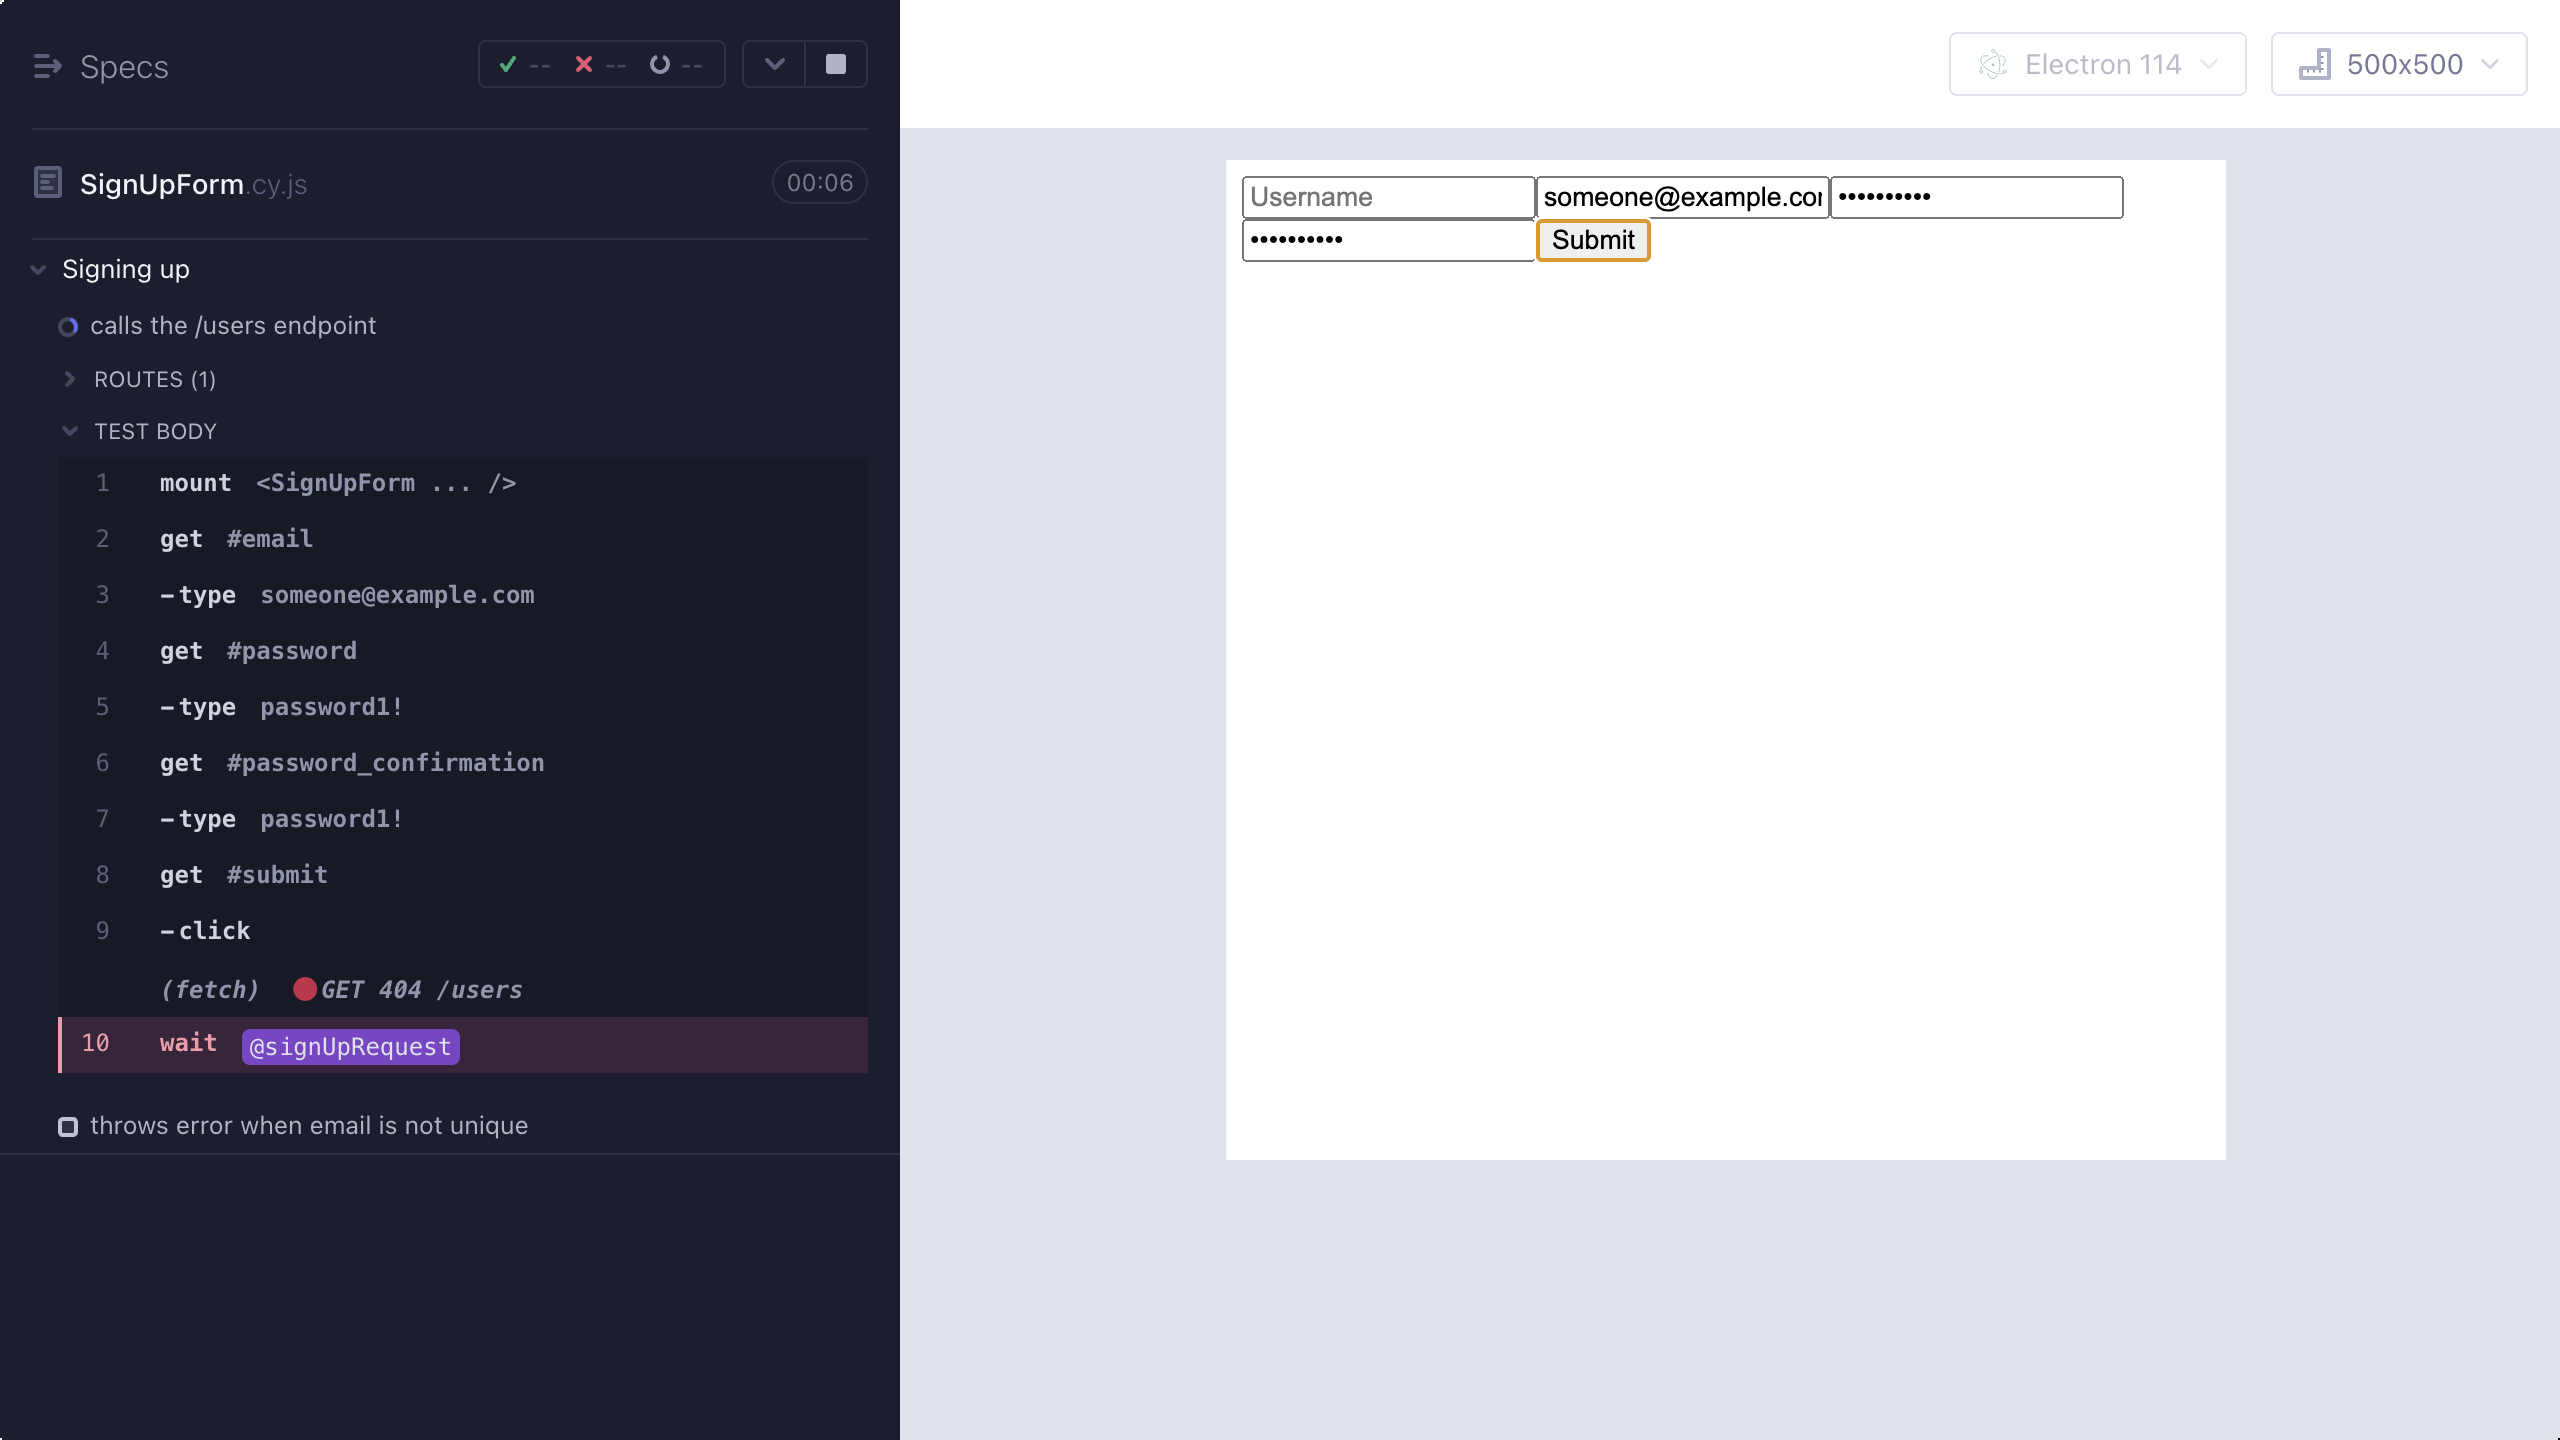 Specs
-- -- --
SignUpForm.cy.js
00:06
Signing up
calls the /users endpoint
ROUTES (1)
TEST BODY
1 mount <SignUpForm ... />
2 get #email
3 -type someone@example.com
4 get #password
5 -type password1!
6 get #password_confirmation
7 -type password1!
8 get #submit
9 -click
(fetch) GET 404 /users
10 wait @signUpRequest
throws error when email is not unique
Electron 114
500x500
Username
someone@example.cor
••••••••••
••••••••••
Submit